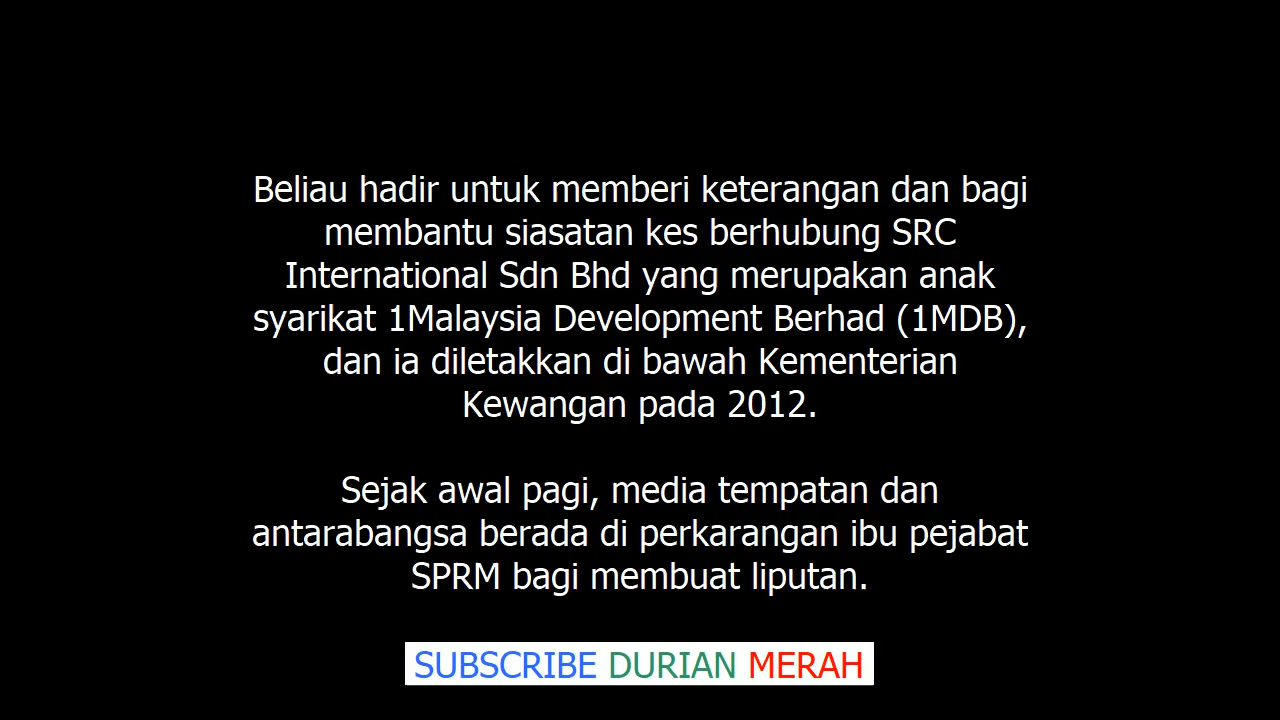 Beliau hadir untuk memberi keterangan dan bagi
membantu siasatan kes berhubung SRC
International Sdn Bhd yang merupakan anak
syarikat 1Malaysia Development Berhad (1MDB),
dan ia diletakkan di bawah Kementerian
Kewangan pada 2012.
Sejak awal pagi, media tempatan dan
antarabangsa berada di perkarangan ibu pejabat
SPRM bagi membuat liputan.
SUBSCRIBE DURIAN MERAH